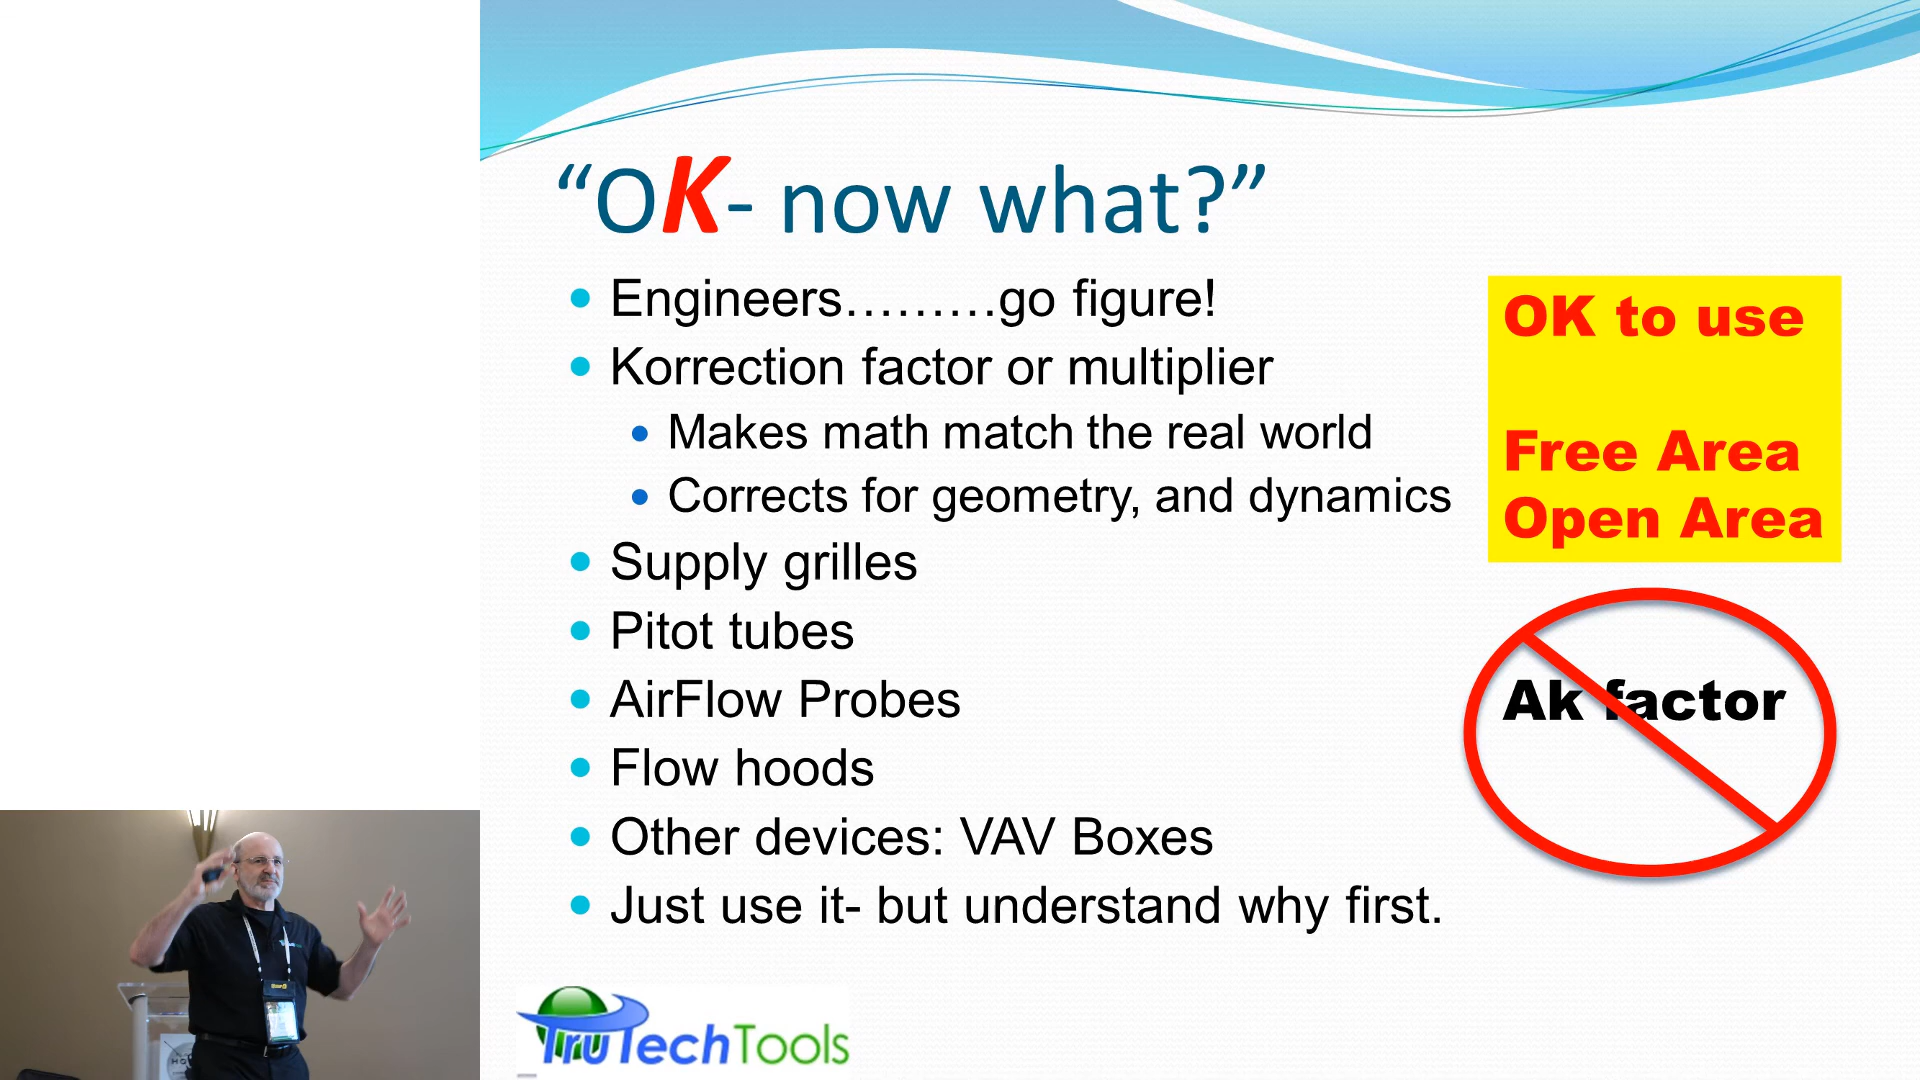 “OK- now what?”
Engineers………go figure!
Korrection factor or multiplier
Makes math match the real world
Corrects for geometry, and dynamics
Supply grilles
Pitot tubes
AirFlow Probes
Flow hoods
Other devices: VAV Boxes
Just use it- but understand why first.
OK to use
Free Area
Open Area
Ak factor
TruTechTools